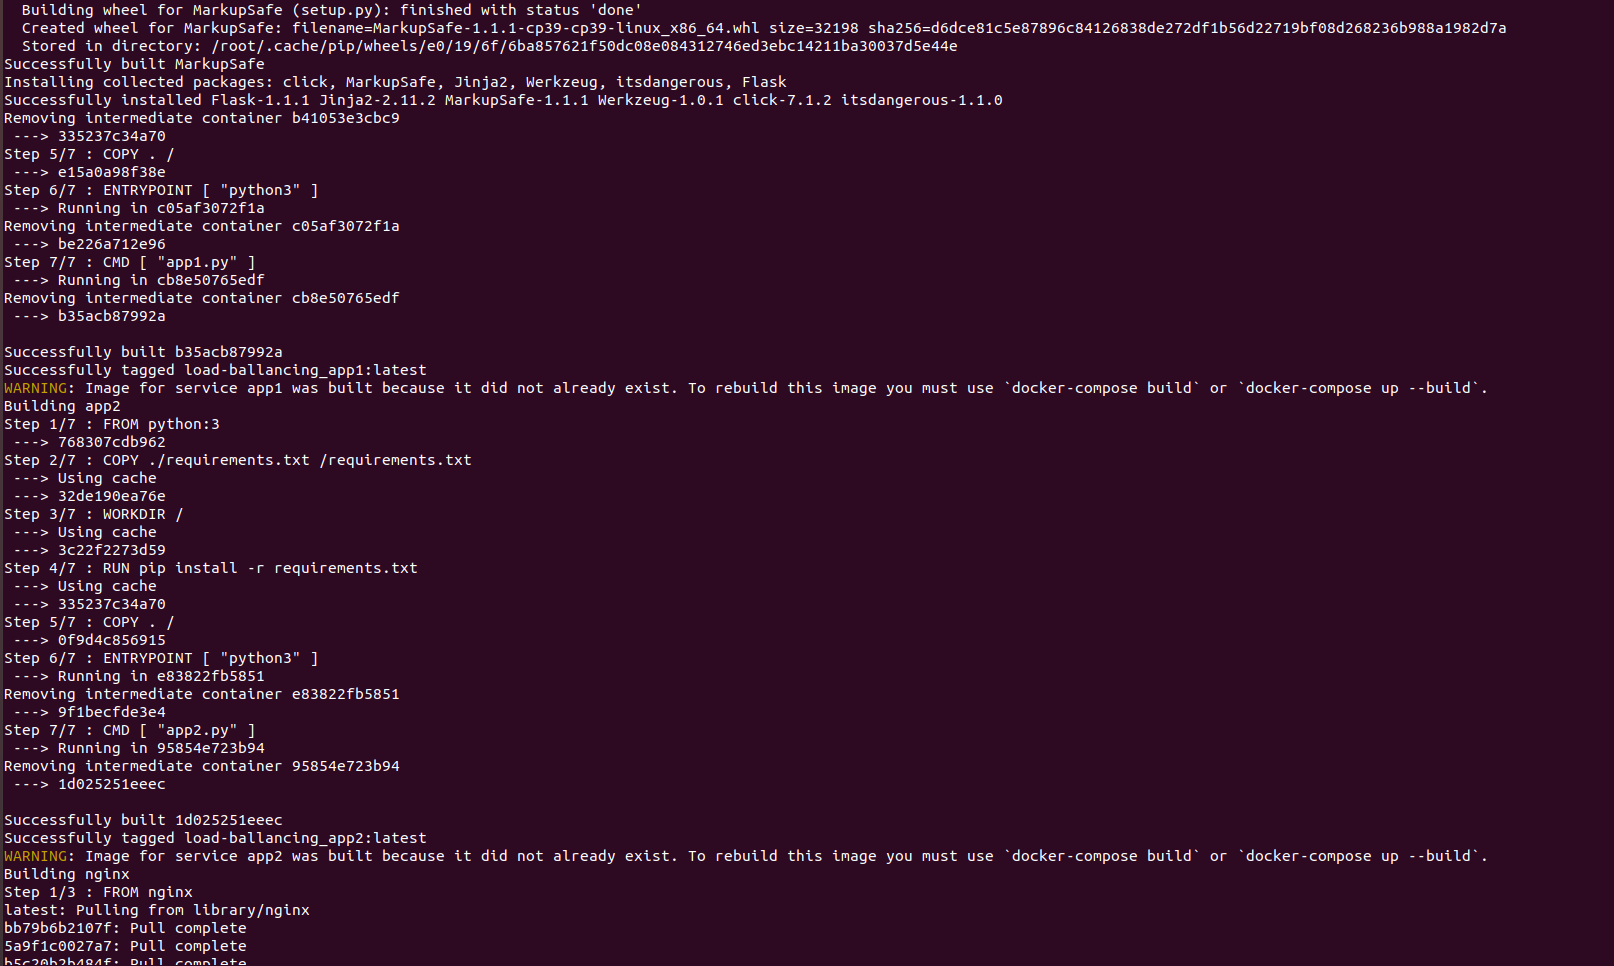 Building wheel for MarkupSafe (setup.py): finished with status 'done'
Created wheel for MarkupSafe: filename=MarkupSafe-1.1.1-cp39-cp39-linux_x86_64.whl size=32198 sha256=d6dce81c5e87896c84126838de272df1b56d22719bf08d268236b988a1982d7a
Stored in directory: /root/.cache/pip/wheels/e0/19/6f/6ba857621f50dc08e084312746ed3ebc14211ba30037d5e44e
Successfully built MarkupSafe
Installing collected packages: click, MarkupSafe, Jinja2, Werkzeug, itsdangerous, Flask
Successfully installed Flask-1.1.1 Jinja2-2.11.2 MarkupSafe-1.1.1 Werkzeug-1.0.1 click-7.1.2 itsdangerous-1.1.0
Removing intermediate container b41053e3cbc9
 ---> 335237c34a70
Step 5/7 : COPY . /
 ---> e15a0a98f38e
Step 6/7 : ENTRYPOINT [ "python3" ]
 ---> Running in c05af3072f1a
Removing intermediate container c05af3072f1a
 ---> be226a712e96
Step 7/7 : CMD [ "app1.py" ]
 ---> Running in cb8e50765edf
Removing intermediate container cb8e50765edf
 ---> b35acb87992a
Successfully built b35acb87992a
Successfully tagged load-ballancing_app1:latest
WARNING: Image for service app1 was built because it did not already exist. To rebuild this image you must use `docker-compose build` or `docker-compose up --build`.
Building app2
Step 1/7 : FROM python:3
 ---> 768307cdb962
Step 2/7 : COPY ./requirements.txt /requirements.txt
 ---> Using cache
 ---> 32de190ea76e
Step 3/7 : WORKDIR /
 ---> Using cache
 ---> 3c22f2273d59
Step 4/7 : RUN pip install -r requirements.txt
 ---> Using cache
 ---> 335237c34a70
Step 5/7 : COPY . /
 ---> 0f9d4c856915
Step 6/7 : ENTRYPOINT [ "python3" ]
 ---> Running in e83822fb5851
Removing intermediate container e83822fb5851
 ---> 9f1becfde3e4
Step 7/7 : CMD [ "app2.py" ]
 ---> Running in 95854e723b94
Removing intermediate container 95854e723b94
 ---> 1d025251eeec
Successfully built 1d025251eeec
Successfully tagged load-ballancing_app2:latest
WARNING: Image for service app2 was built because it did not already exist. To rebuild this image you must use `docker-compose build` or `docker-compose up --build`.
Building nginx
Step 1/3 : FROM nginx
latest: Pulling from library/nginx
bb79b6b2107f: Pull complete
5a9f1c0027a7: Pull complete
b5c20b2b484f: Pull complete